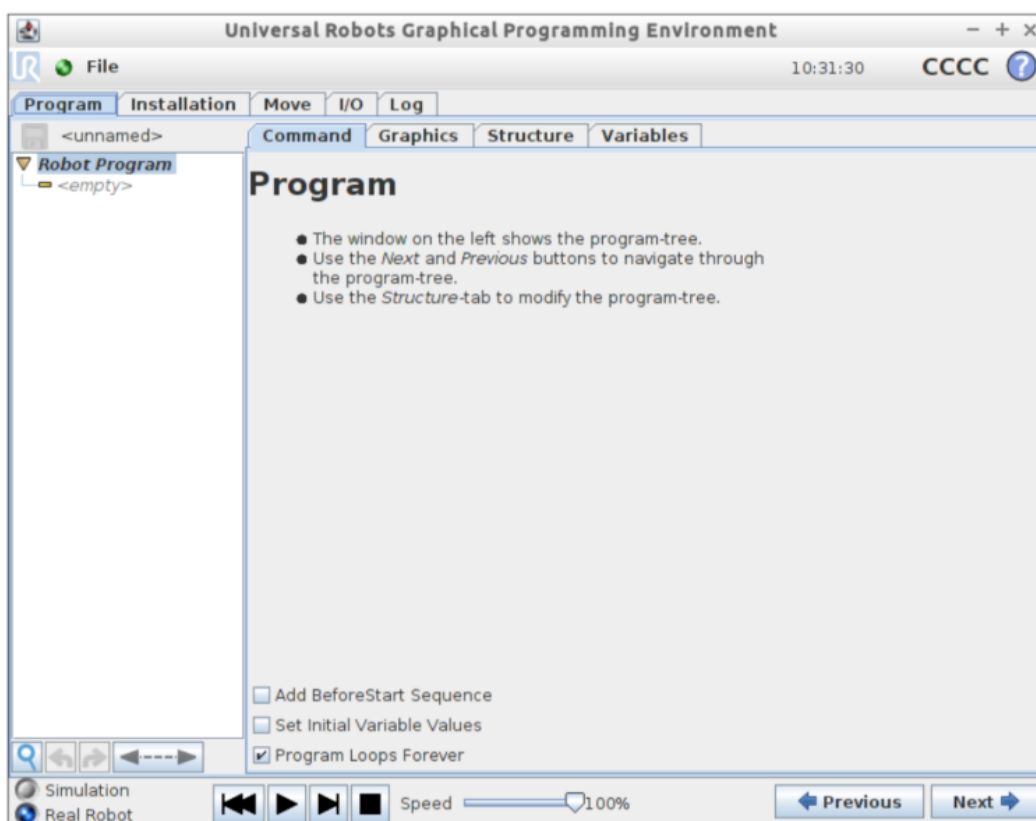 Universal Robots Graphical Programming Environment
File 10:31:30 CCCC ?
Program Installation Move I/O Log
<unnamed> Command Graphics Structure Variables
Robot Program
<empty>
Program
The window on the left shows the program-tree.
Use the Next and Previous buttons to navigate through
the program-tree.
Use the Structure-tab to modify the program-tree.
Add BeforeStart Sequence
Set Initial Variable Values
Program Loops Forever
Simulation
Real Robot
Speed 100% Previous Next